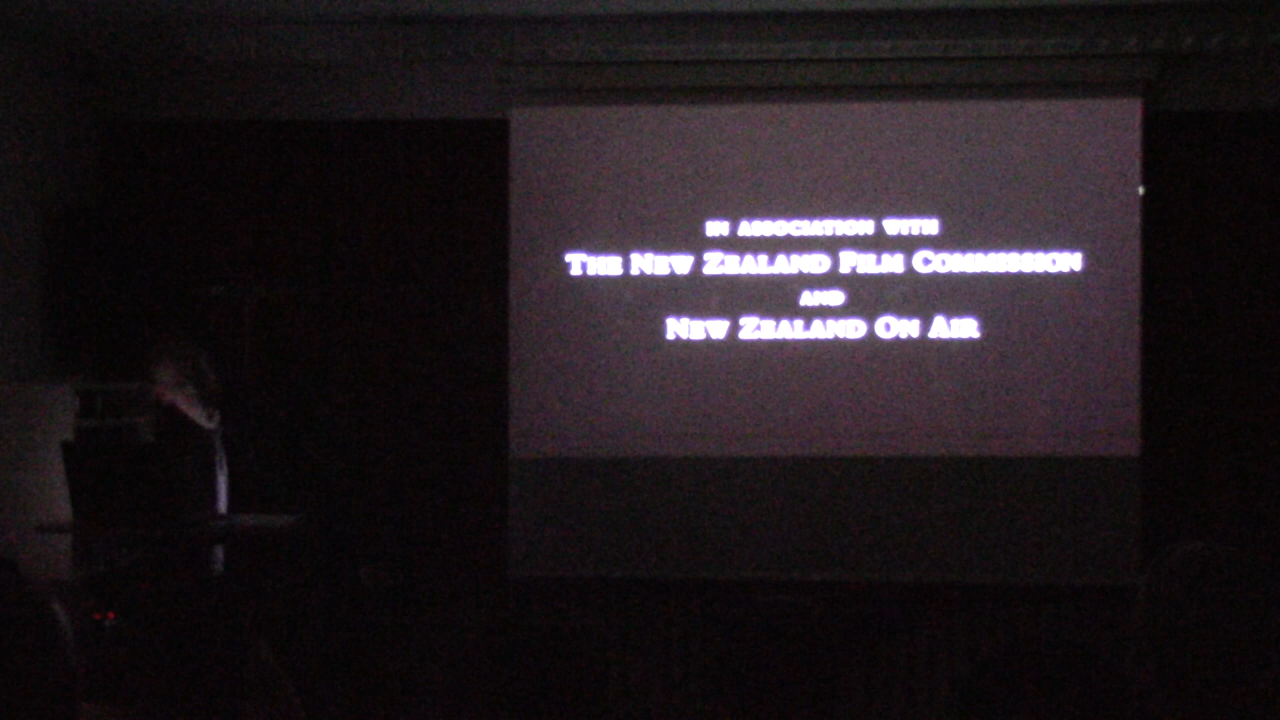 IN ASSOCIATION WITH
THE NEW ZEALAND FILM COMMISSION
AND
NEW ZEALAND ON AIR